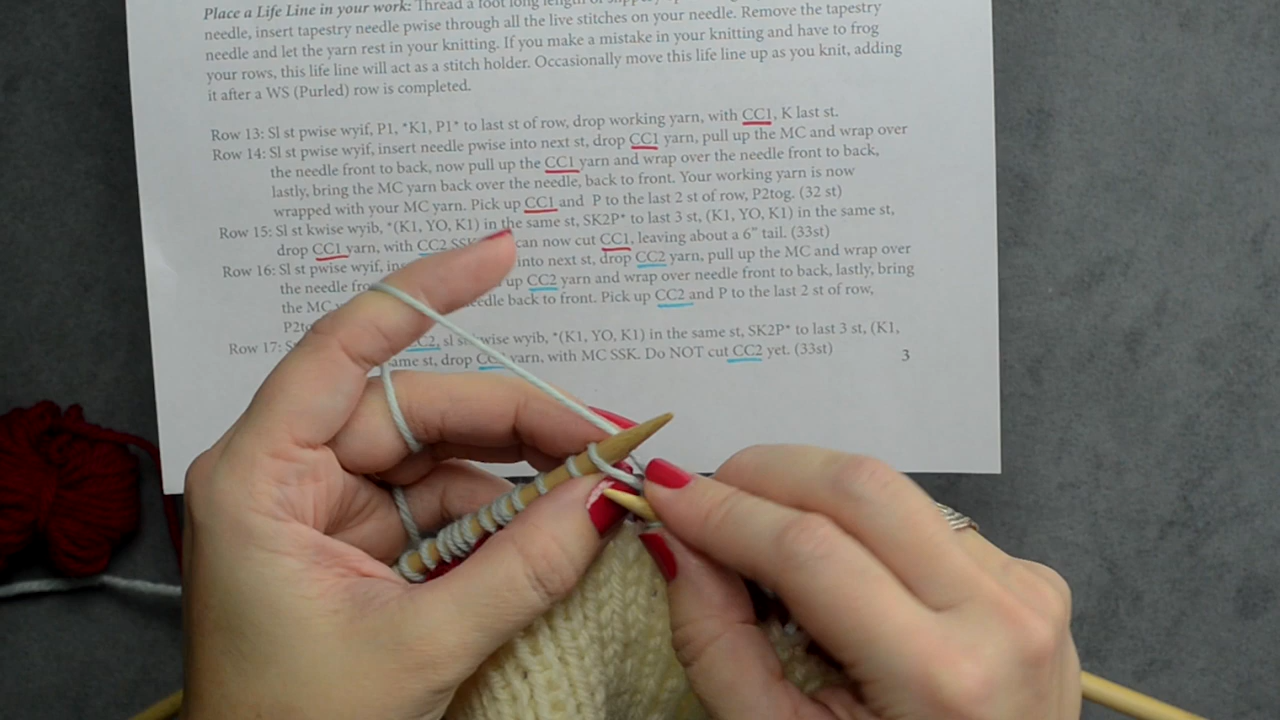 Place a Life Line in your work: Thread a foot long length of
needle, insert tapestry needle pwise through all the live stitches on your needle. Remove the tapestry
needle and let the yarn rest in your knitting. If you make a mistake in your knitting and have to frog
your rows, this life line will act as a stitch holder. Occasionally move this life line up as you knit, adding
it after a WS (Purled) row is completed.
Row 13: Sl st pwise wyif, P1, *K1, P1* to last st of row, drop working yarn, with CC1, K last st.
Row 14: Sl st pwise wyif, insert needle pwise into next st, drop CC1 yarn, pull up the MC and wrap over
the needle front to back, now pull up the CC1 yarn and wrap over the needle front to back,
lastly, bring the MC yarn back over the needle, back to front. Your working yarn is now
wrapped with your MC yarn. Pick up CC1 and P to the last 2 st of row, P2tog. (32 st)
Row 15: Sl st kwise wyib, *(K1, YO, K1) in the same st, SK2P* to last 3 st, (K1, YO, K1) in the same st,
drop CC1 yarn, with CC2 SSK. can now cut CC1, leaving about a 6" tail. (33st)
Row 16: Sl st pwise wyif, into next st, drop CC2 yarn, pull up the MC and wrap over
the needle up CC2 yarn and wrap over needle front to back, lastly, bring
the MC back to front. Pick up CC2 and P to the last 2 st of row,
Row 17: CC2, sl st wise wyib, *(K1, YO, K1) in the same st, SK2P* to last 3 st, (K1,
same st, drop yarn, with MC SSK. Do NOT cut CC2 yet. (33st)
3